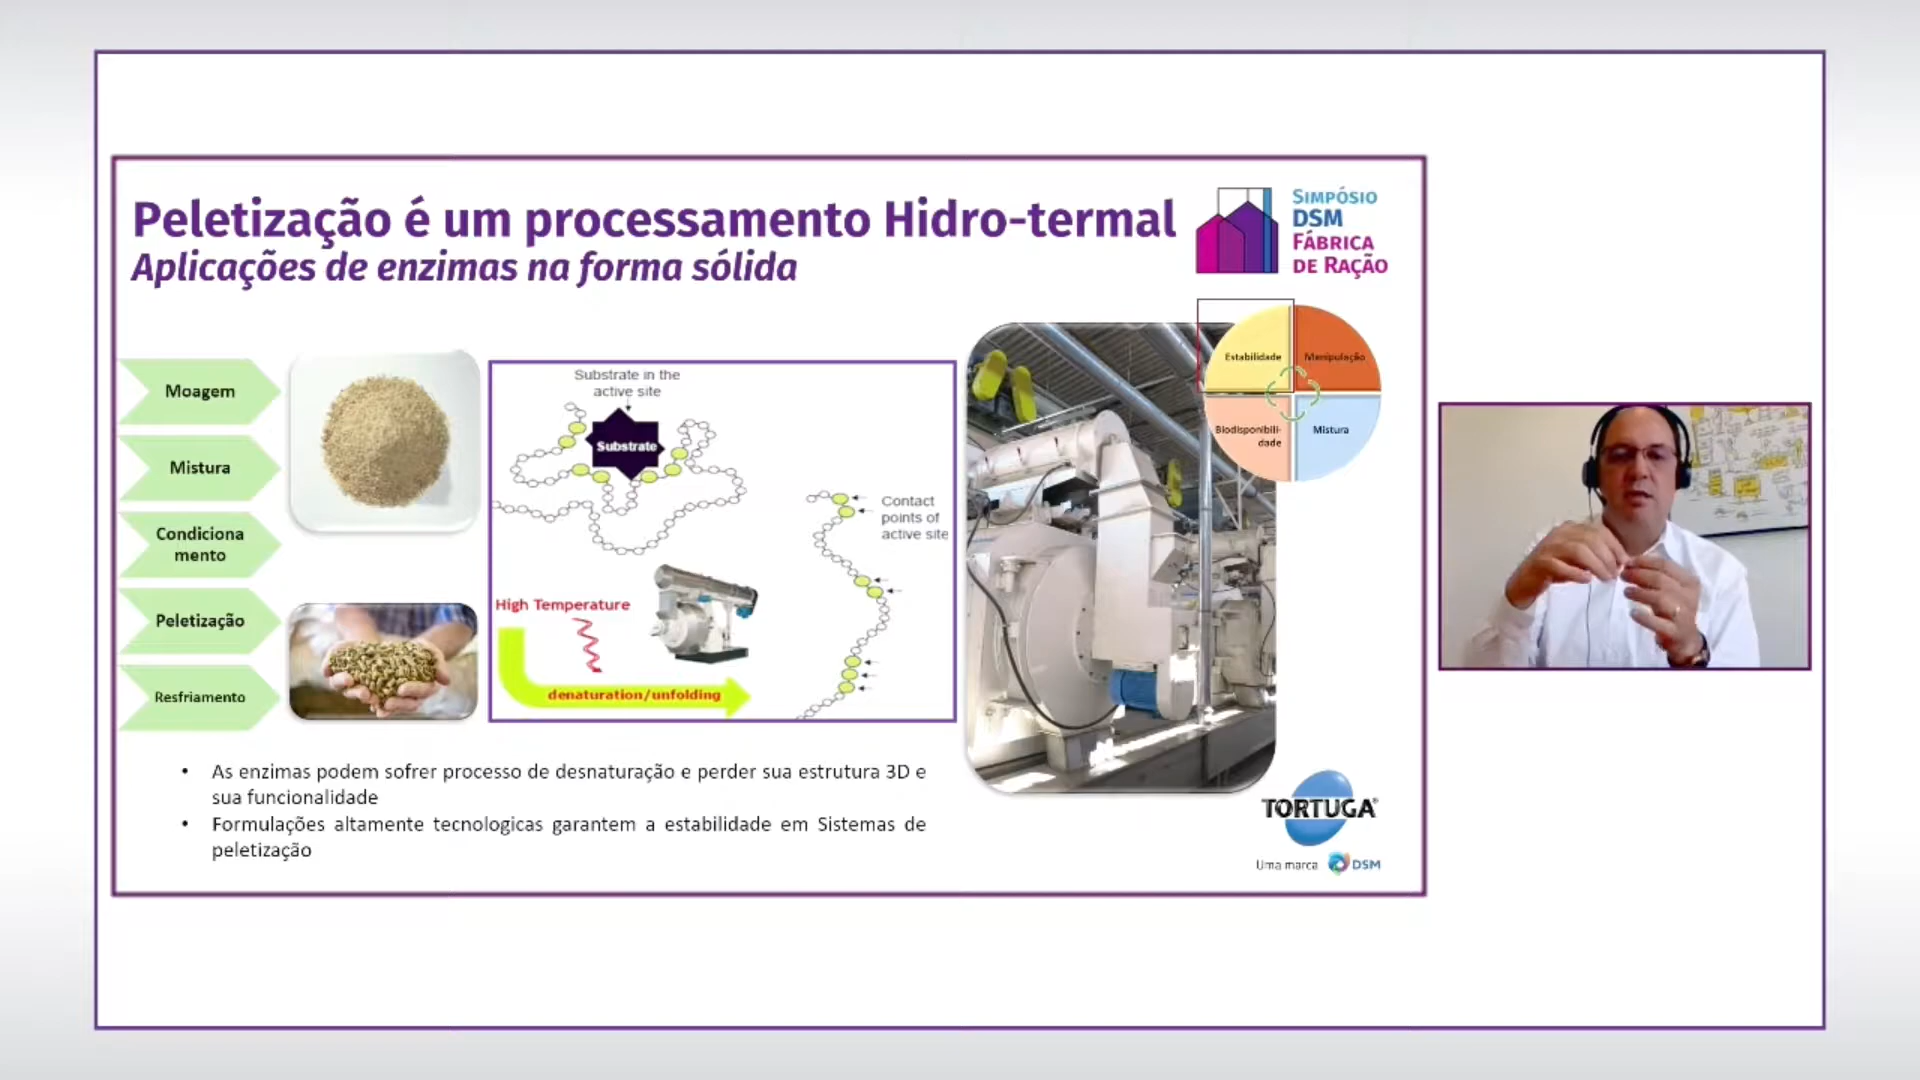 Peletização é um processamento Hidro-termal
Aplicações de enzimas na forma sólida
SIMPÓSIO
DSM
FÁBRICA
DE RAÇÃO
Moagem
Mistura
Condiciona
mento
Peletização
Resfriamento
Substrate in the
active site
Substrate
Contact
points of
active site
High Temperature
denaturation/unfolding
Estabilidade
Manipulação
Biodisponibili-
dade
Mistura
• As enzimas podem sofrer processo de desnaturação e perder sua estrutura 3D e
sua funcionalidade
• Formulações altamente tecnologicas garantem a estabilidade em Sistemas de
peletização
TORTUGA®
Uma marca DSM